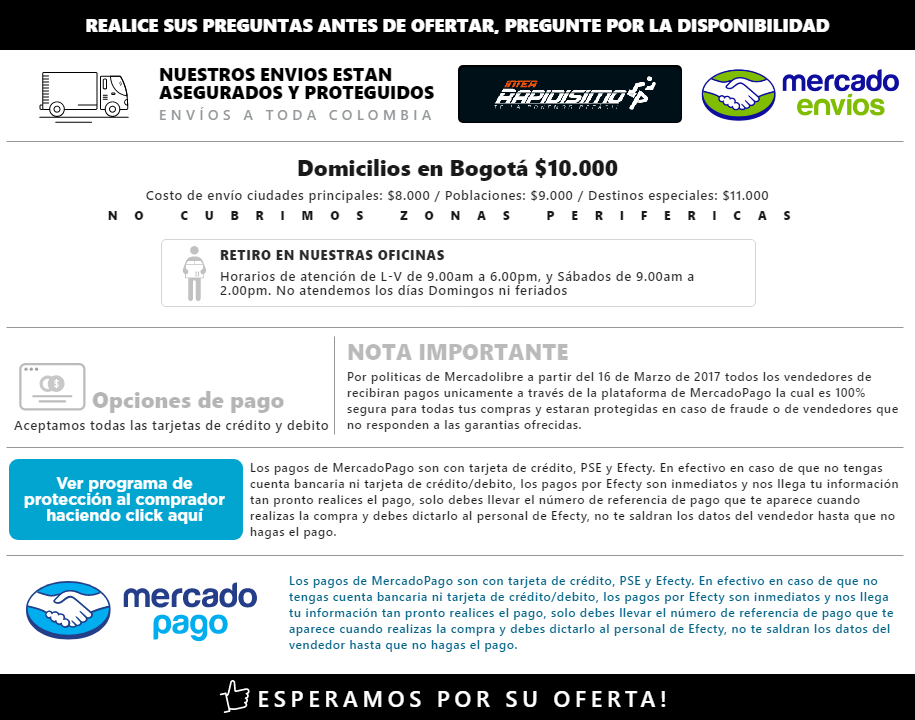 REALICE SUS PREGUNTAS ANTES DE OFERTAR, PREGUNTE POR LA DISPONIBILIDAD
NUESTROS ENVIOS ESTAN
ASEGURADOS Y PROTEGUIDOS
ENVÍOS A TODA COLOMBIA
INTER
RAPIDISIMO
mercado
envios
Domicilios en Bogotá $10.000
Costo de envío ciudades principales: $8.000 / Poblaciones: $9.000 / Destinos especiales: $11.000
NO CUBRIMOS ZONAS PERIFERICAS
RETIRO EN NUESTRAS OFICINAS
Horarios de atención de L-V de 9.00am a 6.00pm, y Sábados de 9.00am a
2.00pm. No atendemos los días Domingos ni feriados
Opciones de pago
Aceptamos todas las tarjetas de crédito y debito
NOTA IMPORTANTE
Por politicas de Mercadolibre a partir del 16 de Marzo de 2017 todos los vendedores de
recibiran pagos unicamente a través de la plataforma de MercadoPago la cual es 100%
segura para todas tus compras y estaran protegidas en caso de fraude o de vendedores que
no responden a las garantias ofrecidas.
Ver programa de
protección al comprador
haciendo click aquí
Los pagos de MercadoPago son con tarjeta de crédito, PSE y Efecty. En efectivo en caso de que no tengas
cuenta bancaria ni tarjeta de crédito/debito, los pagos por Efecty son inmediatos y nos llega tu información
tan pronto realices el pago, solo debes llevar el número de referencia de pago que te aparece cuando
realizas la compra y debes dictarlo al personal de Efecty, no te saldran los datos del vendedor hasta que no
hagas el pago.
mercado
pago
Los pagos de MercadoPago son con tarjeta de crédito, PSE y Efecty. En efectivo en caso de que no
tengas cuenta bancaria ni tarjeta de crédito/debito, los pagos por Efecty son inmediatos y nos llega
tu información tan pronto realices el pago, solo debes llevar el número de referencia de pago que te
aparece cuando realizas la compra y debes dictarlo al personal de Efecty, no te saldran los datos del
vendedor hasta que no hagas el pago.
ESPERAMOS POR SU OFERTA!